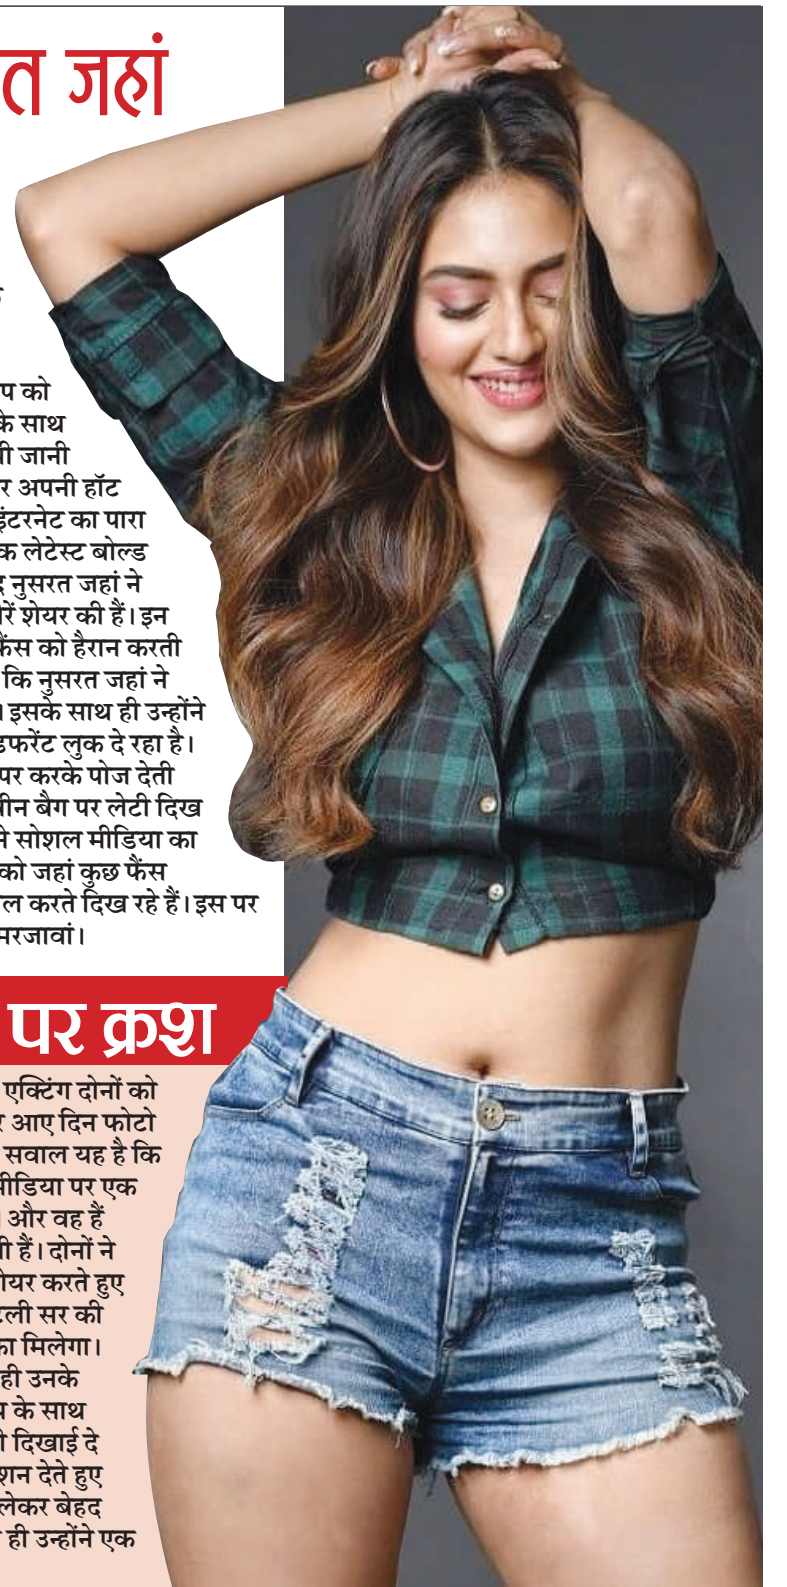 त जहां
प को
के साथ
जानी
अपनी हॉट
इंटरनेट का पारा
क लेटेस्ट बोल्ड
नुसरत जहां ने
रें शेयर की हैं। इन
फैंस को हैरान करती
कि नुसरत जहां ने
। इसके साथ ही उन्होंने
डफरेंट लुक दे रहा है।
पर करके पोज देती
बीन बैग पर लेटी दिख
ने सोशल मीडिया का
को जहां कुछ फैंस
ल करते दिख रहे हैं। इस पर
मरजावां।
पर क्रश
एक्टिंग दोनों को
र आए दिन फोटो
सवाल यह है कि
मीडिया पर एक
। और वह हैं
ी हैं। दोनों ने
शेयर करते हुए
टली सर की
का मिलेगा।
ही उनके
के साथ
दिखाई दे
शन देते हुए
लेकर बेहद
ही उन्होंने एक